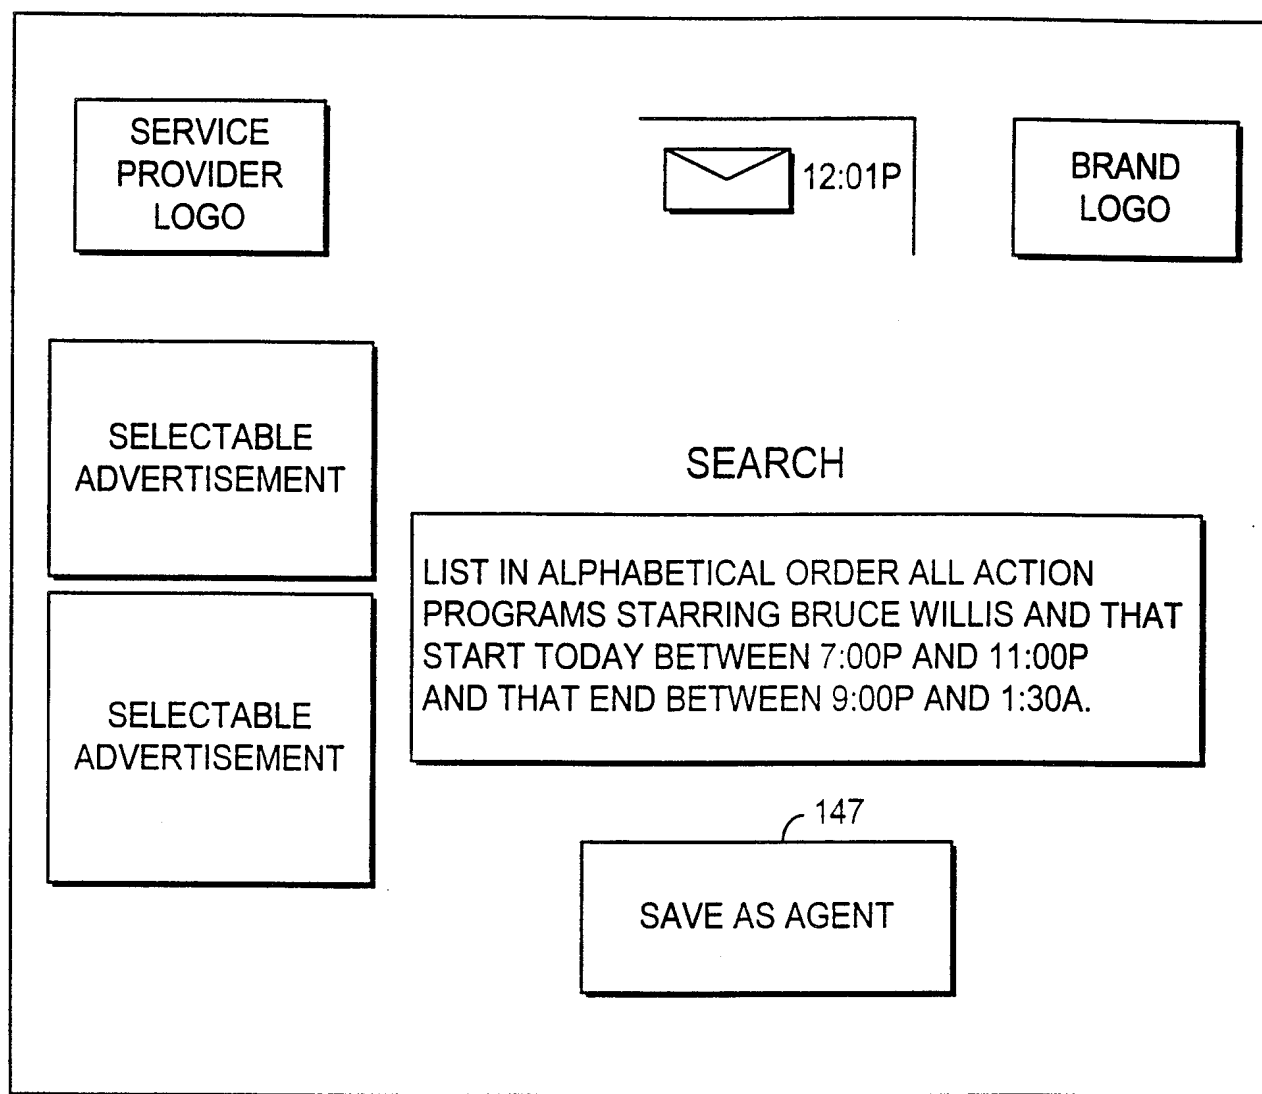 SERVICE
PROVIDER
LOGO
12:01P
BRAND
LOGO
SELECTABLE
ADVERTISEMENT
SELECTABLE
ADVERTISEMENT
SEARCH
LIST IN ALPHABETICAL ORDER ALL ACTION
PROGRAMS STARRING BRUCE WILLIS AND THAT
START TODAY BETWEEN 7:00P AND 11:00P
AND THAT END BETWEEN 9:00P AND 1:30A.
147
SAVE AS AGENT